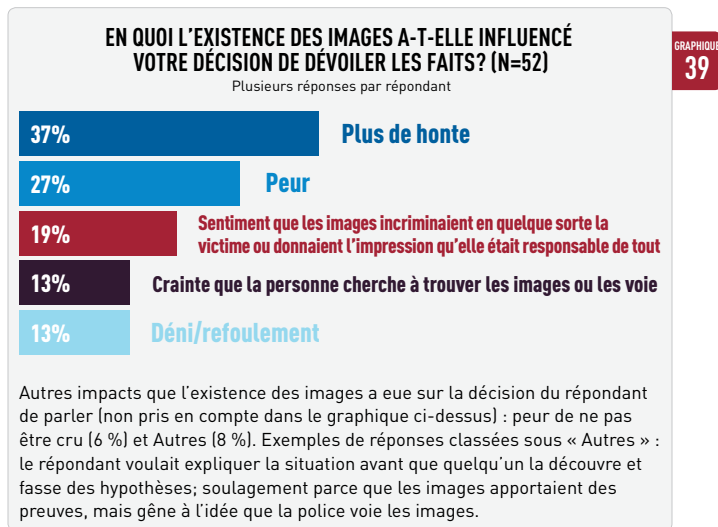 EN QUOI L'EXISTENCE DES IMAGES A-T-ELLE INFLUENCÉ
VOTRE DÉCISION DE DÉVOILER LES FAITS? (N=52)
Plusieurs réponses par répondant
GRAPHIQUE
39
37%
Plus de honte
27%
Peur
19%
Sentiment que les images incriminaient en quelque sorte la
victime ou donnaient l'impression qu'elle était responsable de tout
13%
Crainte que la personne cherche à trouver les images ou les voie
13%
Déni/refoulement
Autres impacts que l'existence des images a eue sur la décision du répondant
de parler (non pris en compte dans le graphique ci-dessus) : peur de ne pas
être cru (6 %) et Autres (8 %). Exemples de réponses classées sous « Autres » :
le répondant voulait expliquer la situation avant que quelqu'un la découvre et
fasse des hypothèses; soulagement parce que les images apportaient des
preuves, mais gêne à l'idée que la police voie les images.